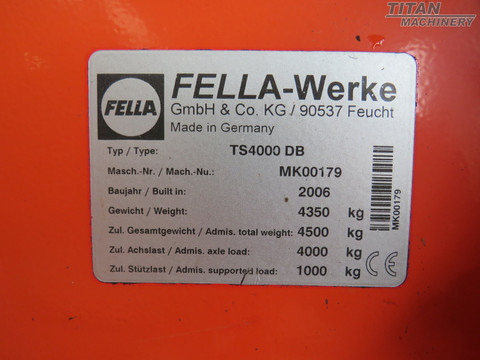 TITAN
MACHINERY
FELLA
FELLA-Werke
GmbH & Co. KG / 90537 Feucht
Made in Germany
Typ / Type: TS4000 DB
Masch.-Nr. / Mach.-Nu.: MK00179
Baujahr / Built in: 2006
Gewicht / Weight: 4350 kg
Zul. Gesamtgewicht / Admis. total weight: 4500 kg
Zul. Achslast / Admis. axle load: 4000 kg
Zul. Stützlast / Admis. supported load: 1000 kg
CE
MK00179